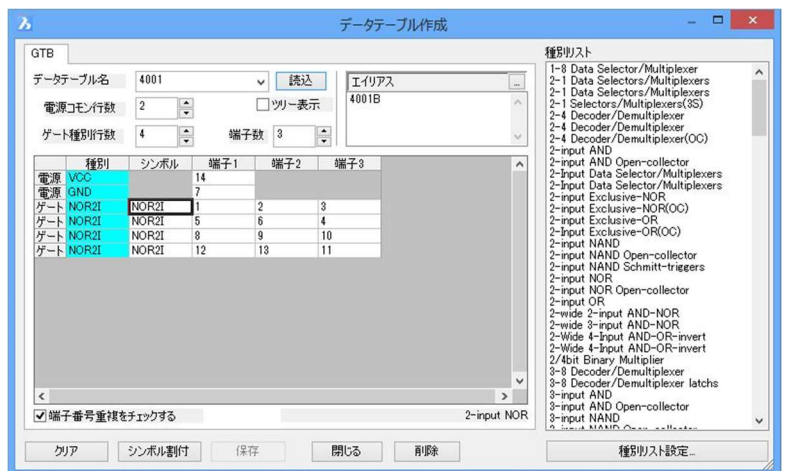 データテーブル作成
GTB
種別リスト
データテーブル名 4001 読込 エイリアス ...
電源コモン行数 2 ツリー表示 4001B
ゲート種別行数 4 端子数 3
種別 シンボル 端子1 端子2 端子3
電源 VCC 14
電源 GND 7
ゲート NOR2I NOR2I 1 2 3
ゲート NOR2I NOR2I 5 6 4
ゲート NOR2I NOR2I 8 9 10
ゲート NOR2I NOR2I 12 13 11
端子番号重複をチェックする 2-input NOR
クリア シンボル割付 保存 閉じる 削除
1-8 Data Selector/Multiplexer
2-1 Data Selectors/Multiplexers
2-1 Data Selectors/Multiplexers
2-1 Selectors/Multiplexers(3S)
2-4 Decoder/Demultiplexer
2-4 Decoder/Demultiplexer
2-4 Decoder/Demultiplexer(OC)
2-input AND
2-input AND Open-collector
2-Input Data Selector/Multiplexers
2-Input Data Selector/Multiplexers
2-input Exclusive-NOR
2-input Exclusive-NOR(OC)
2-input Exclusive-OR
2-Input Exclusive-OR(OC)
2-input NAND
2-input NAND Open-collector
2-input NAND Schmitt-triggers
2-input NOR
2-input NOR Open-collector
2-input OR
2-wide 2-input AND-NOR
2-wide 3-input AND-NOR
2-Wide 4-Input AND-OR-invert
2-Wide 4-Input AND-OR-invert
2/4bit Binary Multiplier
3-8 Decoder/Demultiplexer
3-8 Decoder/Demultiplexer latchs
3-input AND
3-input AND Open-collector
3-input NAND
3-input NAND Open-collector
種別リスト設定...